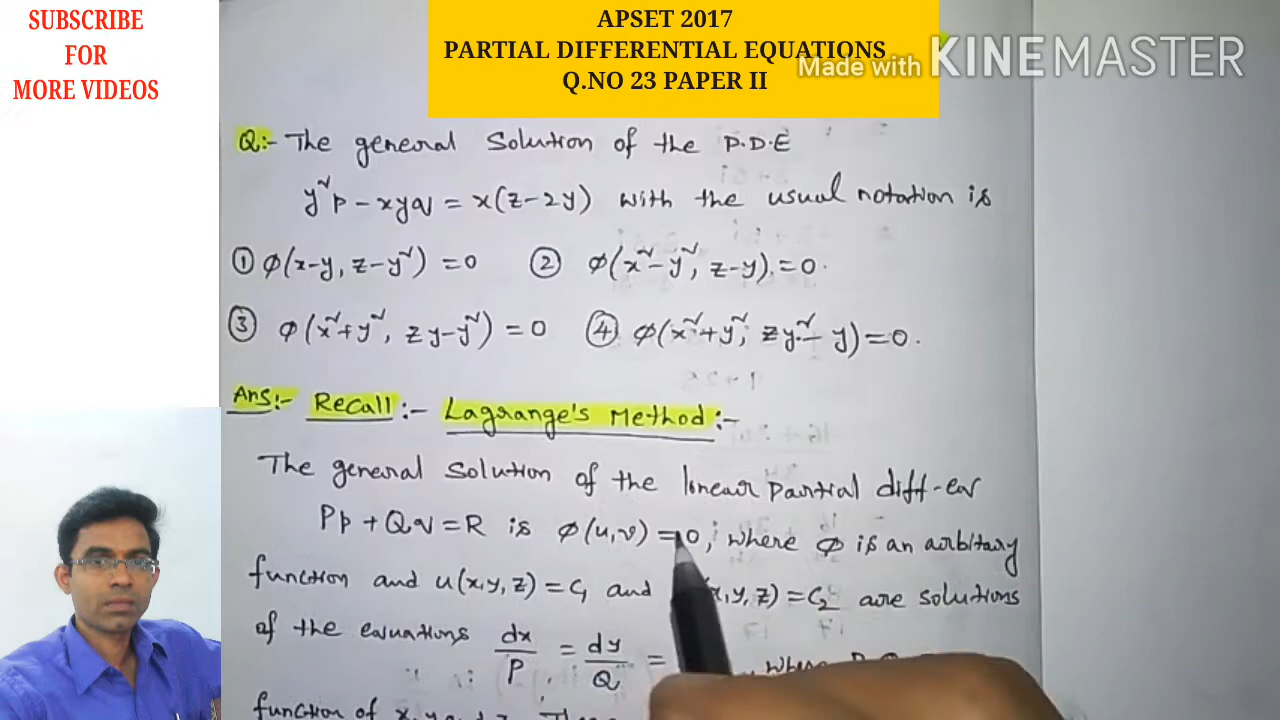 SUBSCRIBE
FOR
MORE VIDEOS
APSET 2017
PARTIAL DIFFERENTIAL EQUATIONS
Q.NO 23 PAPER II
Made with KINEMASTER
Q:- The general Solution of the P.D.E
y²p - xyq = x(z-2y) with the usual notation is
① φ(x-y, z-y²) = 0 ② φ(x²-y², z-y) = 0.
③ φ(x²+y², zy-y²) = 0 ④ φ(x²+y², zy²-y) = 0.
Ans:- Recall:- Lagrange's Method:-
The general Solution of the linear Partial diff-eq
Pp + Qq = R is φ(u,v) = 0, where φ is an arbitary
function and u(x,y,z) = C₁ and (x,y,z) = C₂ are solutions
of the equations dx/P = dy/Q = where
function of x, y